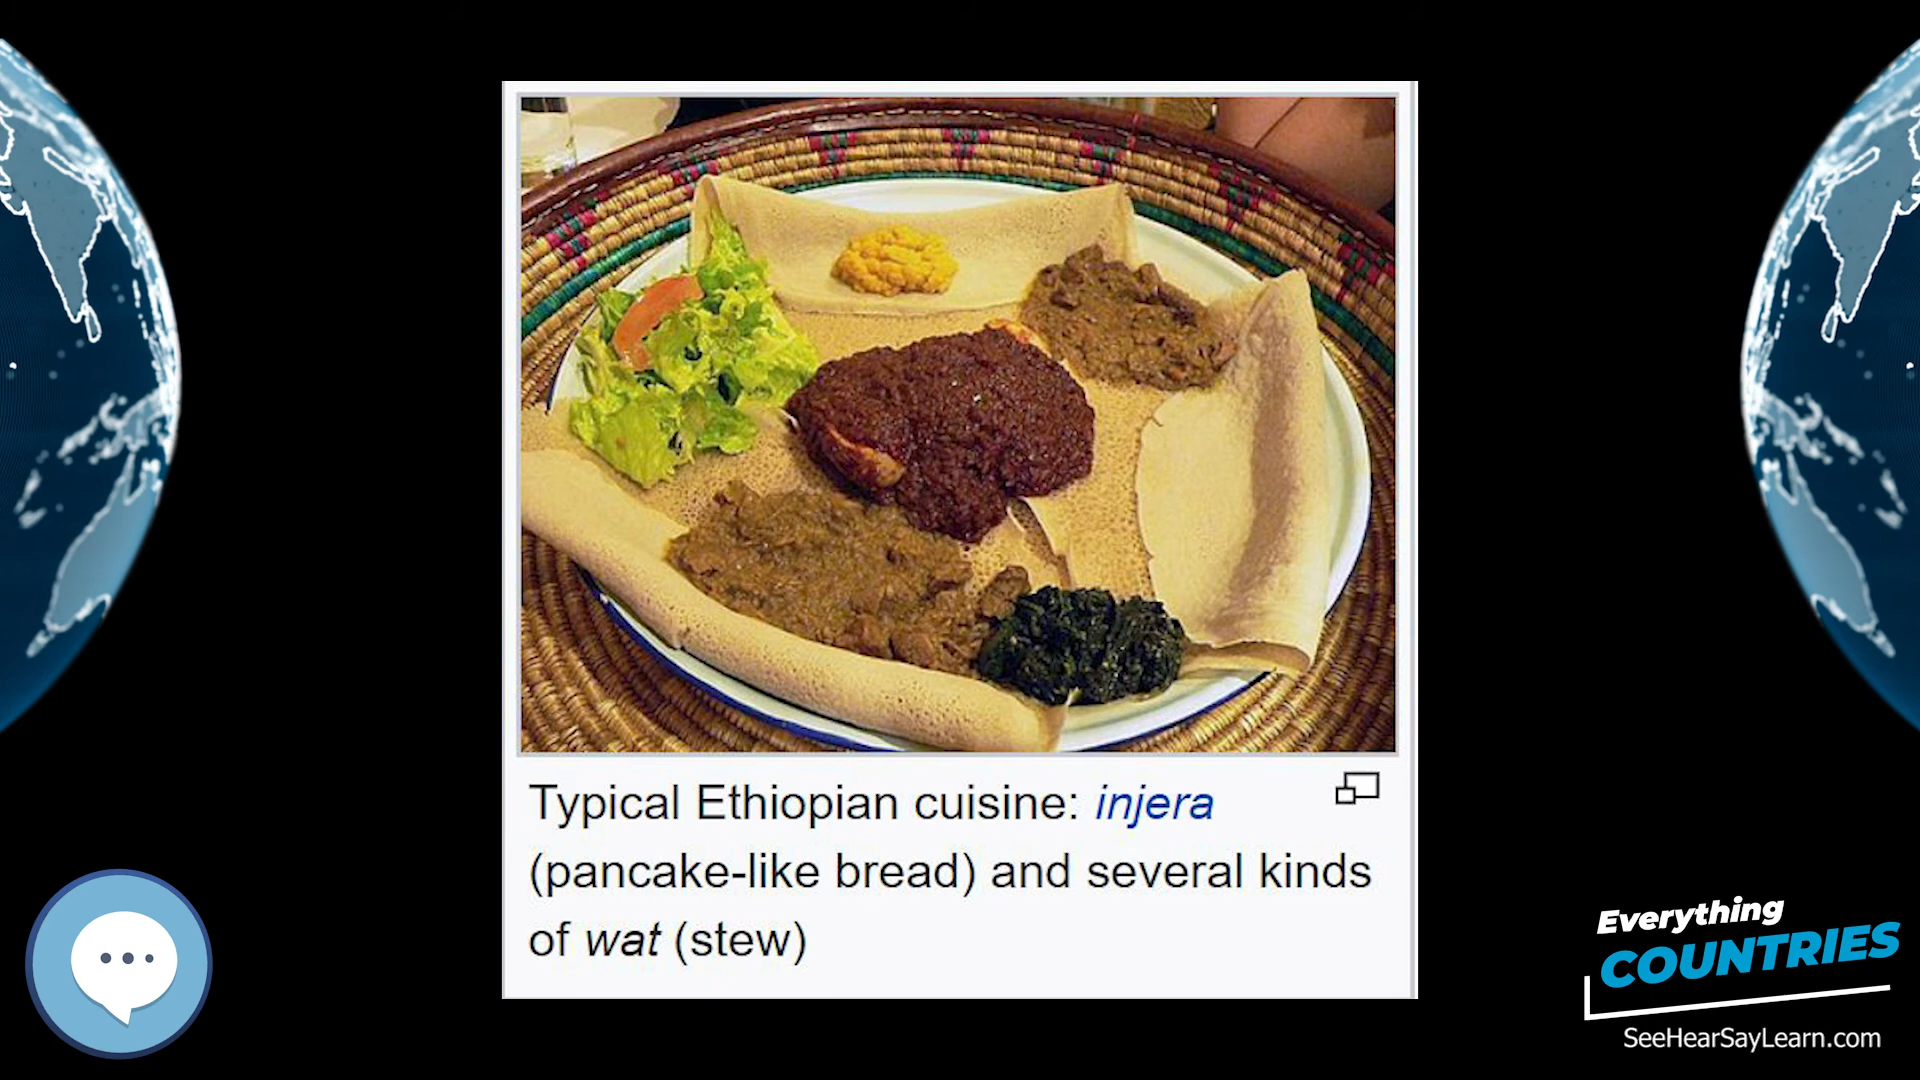 Typical Ethiopian cuisine: injera
(pancake-like bread) and several kinds
of wat (stew)
Everything
COUNTRIES
SeeHearSayLearn.com